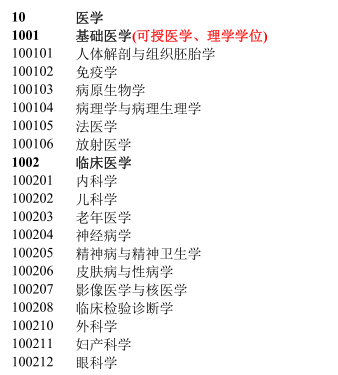 10 医学
1001 基础医学(可授医学、理学学位)
100101 人体解剖与组织胚胎学
100102 免疫学
100103 病原生物学
100104 病理学与病理生理学
100105 法医学
100106 放射医学
1002 临床医学
100201 内科学
100202 儿科学
100203 老年医学
100204 神经病学
100205 精神病与精神卫生学
100206 皮肤病与性病学
100207 影像医学与核医学
100208 临床检验诊断学
100210 外科学
100211 妇产科学
100212 眼科学